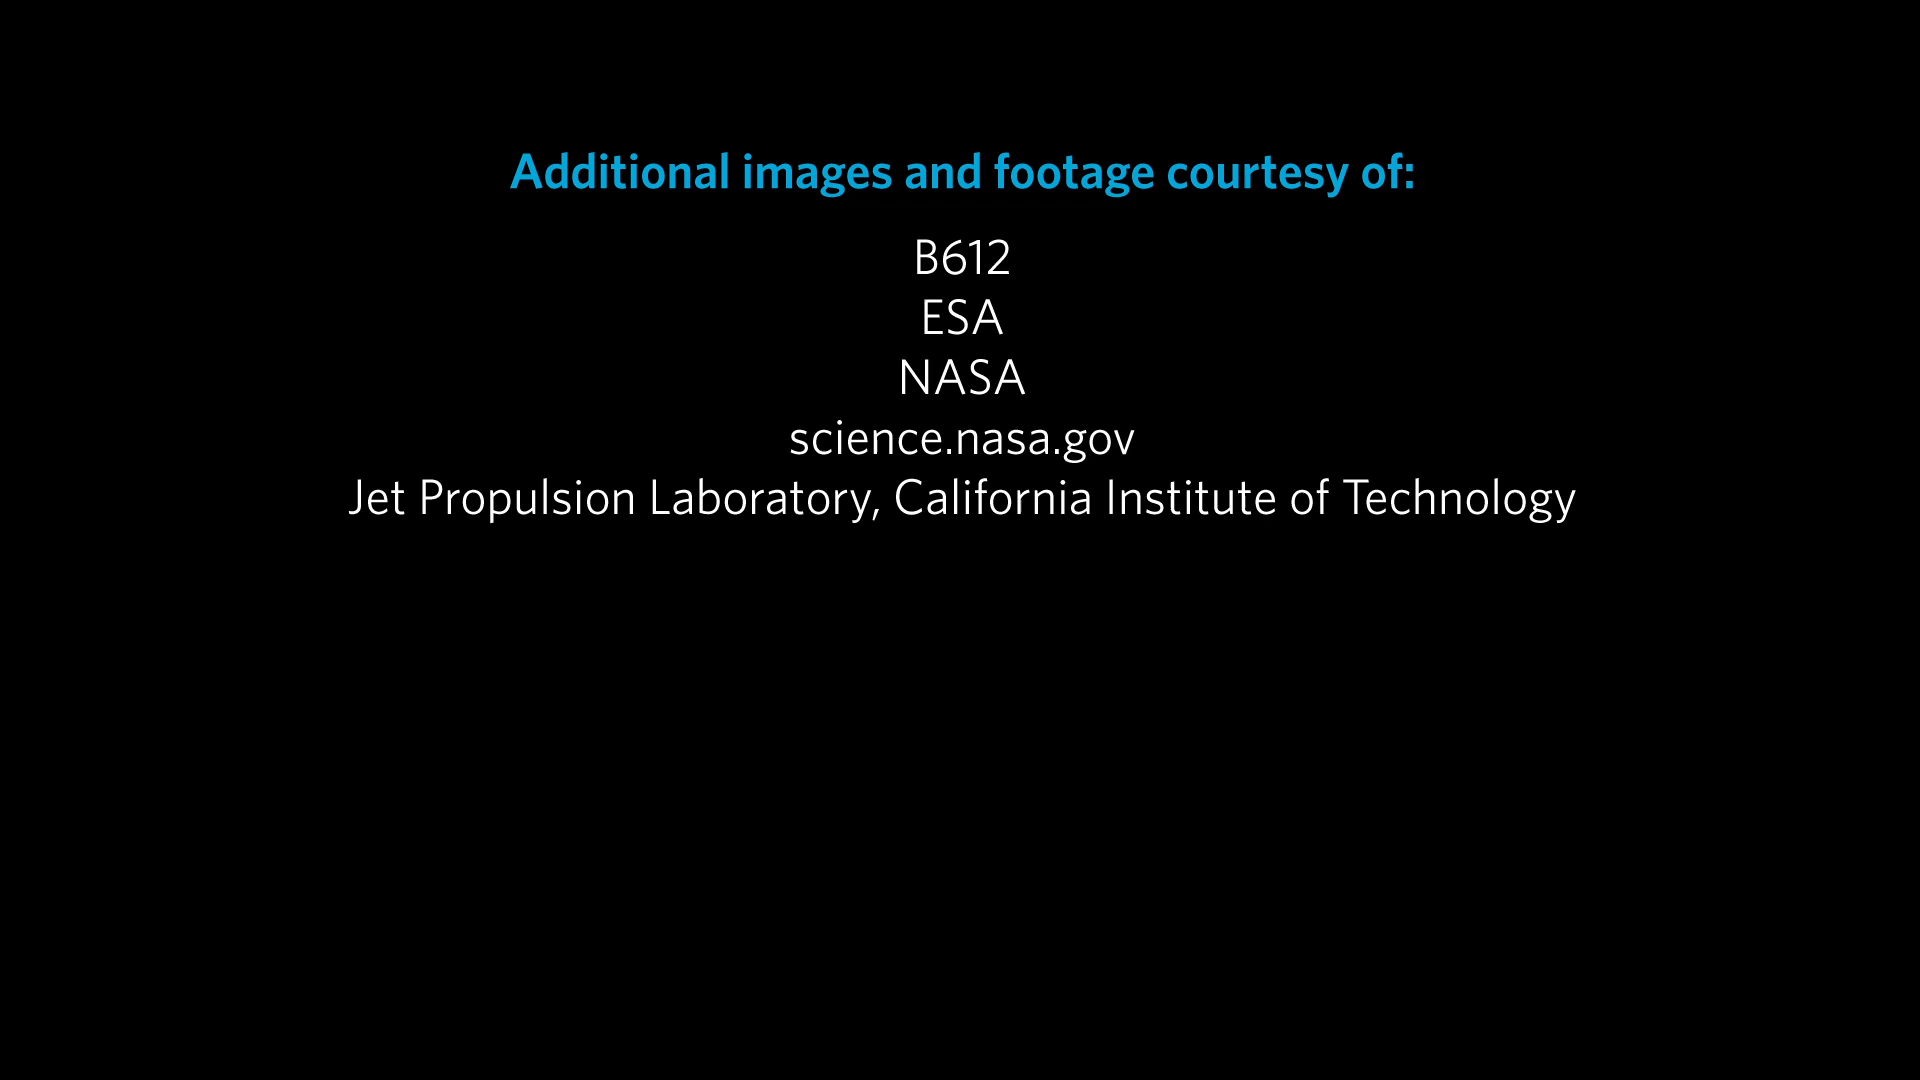 Additional images and footage courtesy of:
B612
ESA
NASA
science.nasa.gov
Jet Propulsion Laboratory, California Institute of Technology